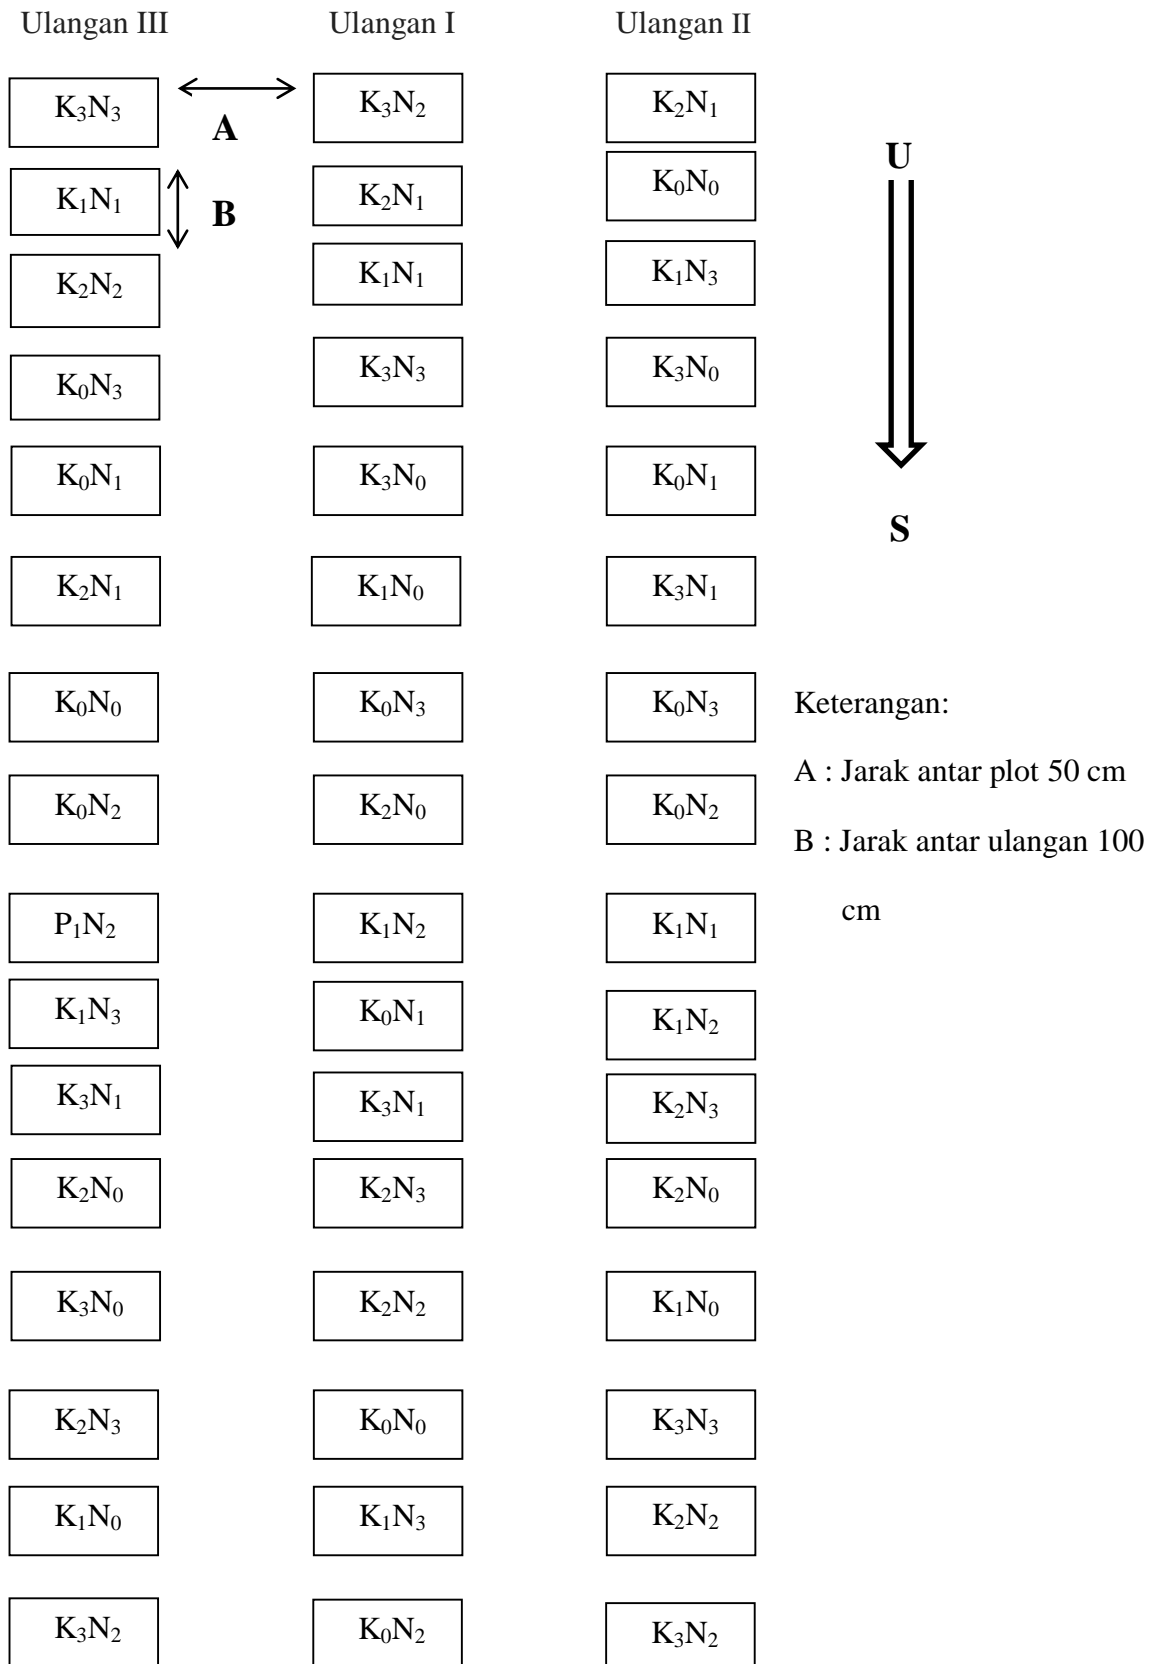 Ulangan III Ulangan I Ulangan II
K₃N₃ K₃N₂ K₂N₁
A
U
K₁N₁ K₂N₁ K₀N₀
B
K₂N₂ K₁N₁ K₁N₃
K₀N₃ K₃N₃ K₃N₀
K₀N₁ K₃N₀ K₀N₁
S
K₂N₁ K₁N₀ K₃N₁
K₀N₀ K₀N₃ K₀N₃
Keterangan:
A : Jarak antar plot 50 cm
K₀N₂ K₂N₀ K₀N₂
B : Jarak antar ulangan 100
cm
P₁N₂ K₁N₂ K₁N₁
K₁N₃ K₀N₁ K₁N₂
K₃N₁ K₃N₁ K₂N₃
K₂N₀ K₂N₃ K₂N₀
K₃N₀ K₂N₂ K₁N₀
K₂N₃ K₀N₀ K₃N₃
K₁N₀ K₁N₃ K₂N₂
K₃N₂ K₀N₂ K₃N₂